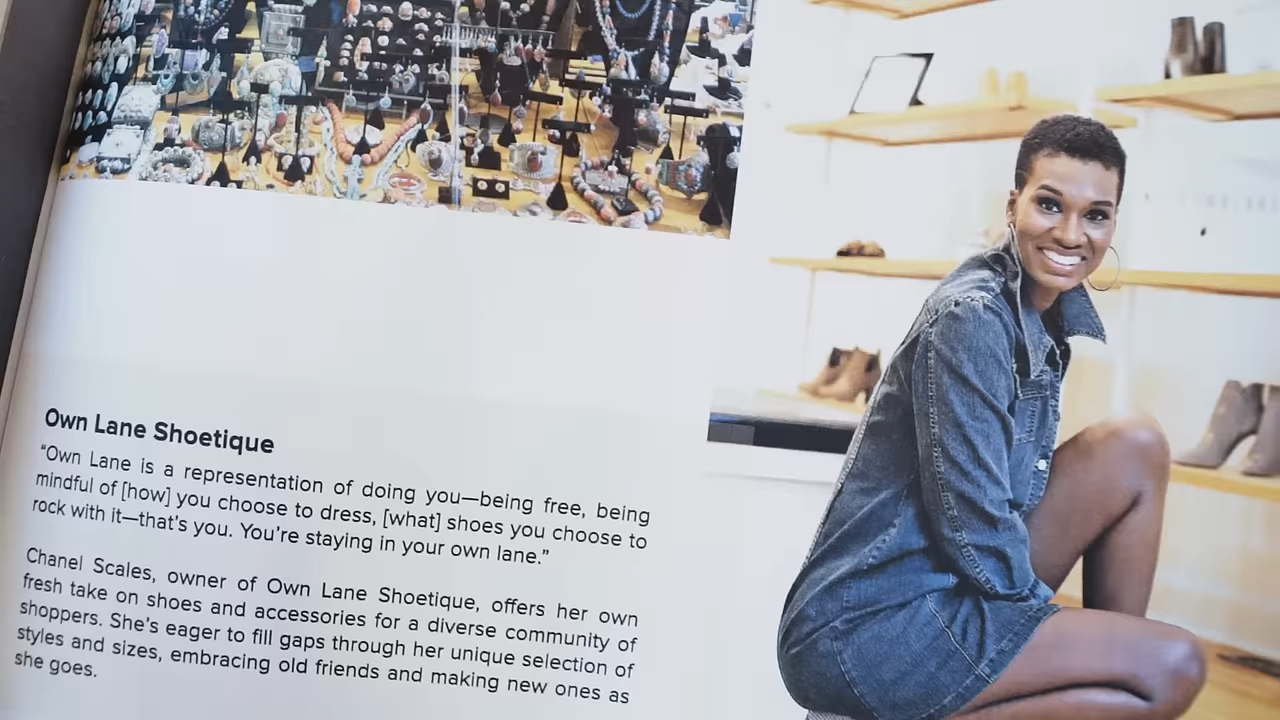 Own Lane Shoetique
“Own Lane is a representation of doing you—being free, being
mindful of [how] you choose to dress, [what] shoes you choose to
rock with it—that’s you. You’re staying in your own lane.”
Chanel Scales, owner of Own Lane Shoetique, offers her own
fresh take on shoes and accessories for a diverse community of
shoppers. She’s eager to fill gaps through her unique selection of
styles and sizes, embracing old friends and making new ones as
she goes.